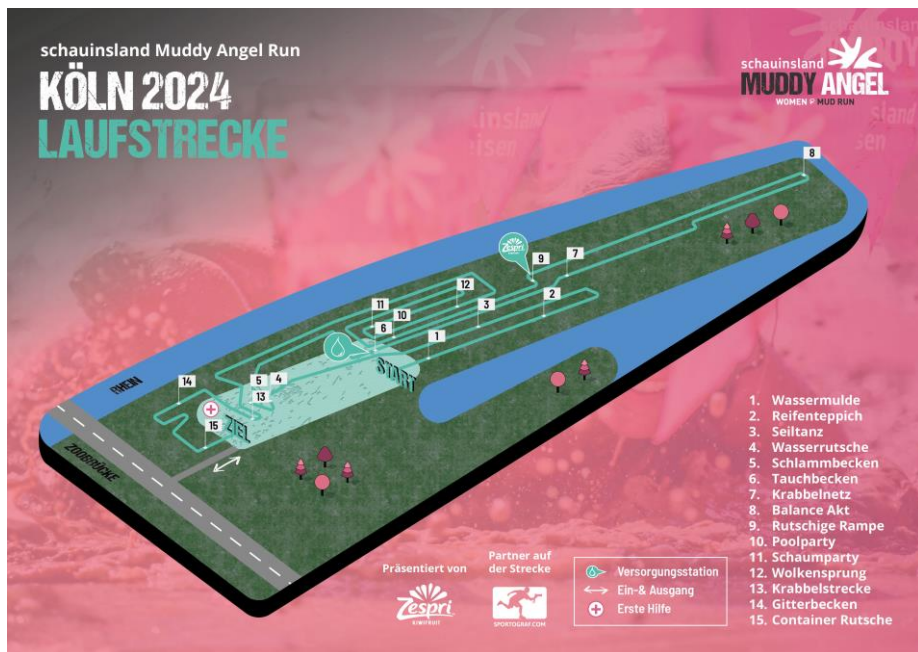 schauinsland Muddy Angel Run
KÖLN 2024
LAUFSTRECKE
schauinsland
MUDDY ANGEL
WOMEN MUD RUN
8
Zespri
9
7
12
11
10
3
2
6
1
START
5
4
13
14
ZIEL
15
RHEIN
ZOOBRÜCKE
1. Wassermulde
2. Reifenteppich
3. Seiltanz
4. Wasserrutsche
5. Schlammbecken
6. Tauchbecken
7. Krabbelnetz
8. Balance Akt
9. Rutschige Rampe
10. Poolparty
11. Schaumparty
12. Wolkensprung
13. Krabbelstrecke
14. Gitterbecken
15. Container Rutsche
Präsentiert von
Zespri
KIWIFRUIT
Partner auf
der Strecke
SPORTOGRAF.COM
Versorgungsstation
Ein-& Ausgang
Erste Hilfe